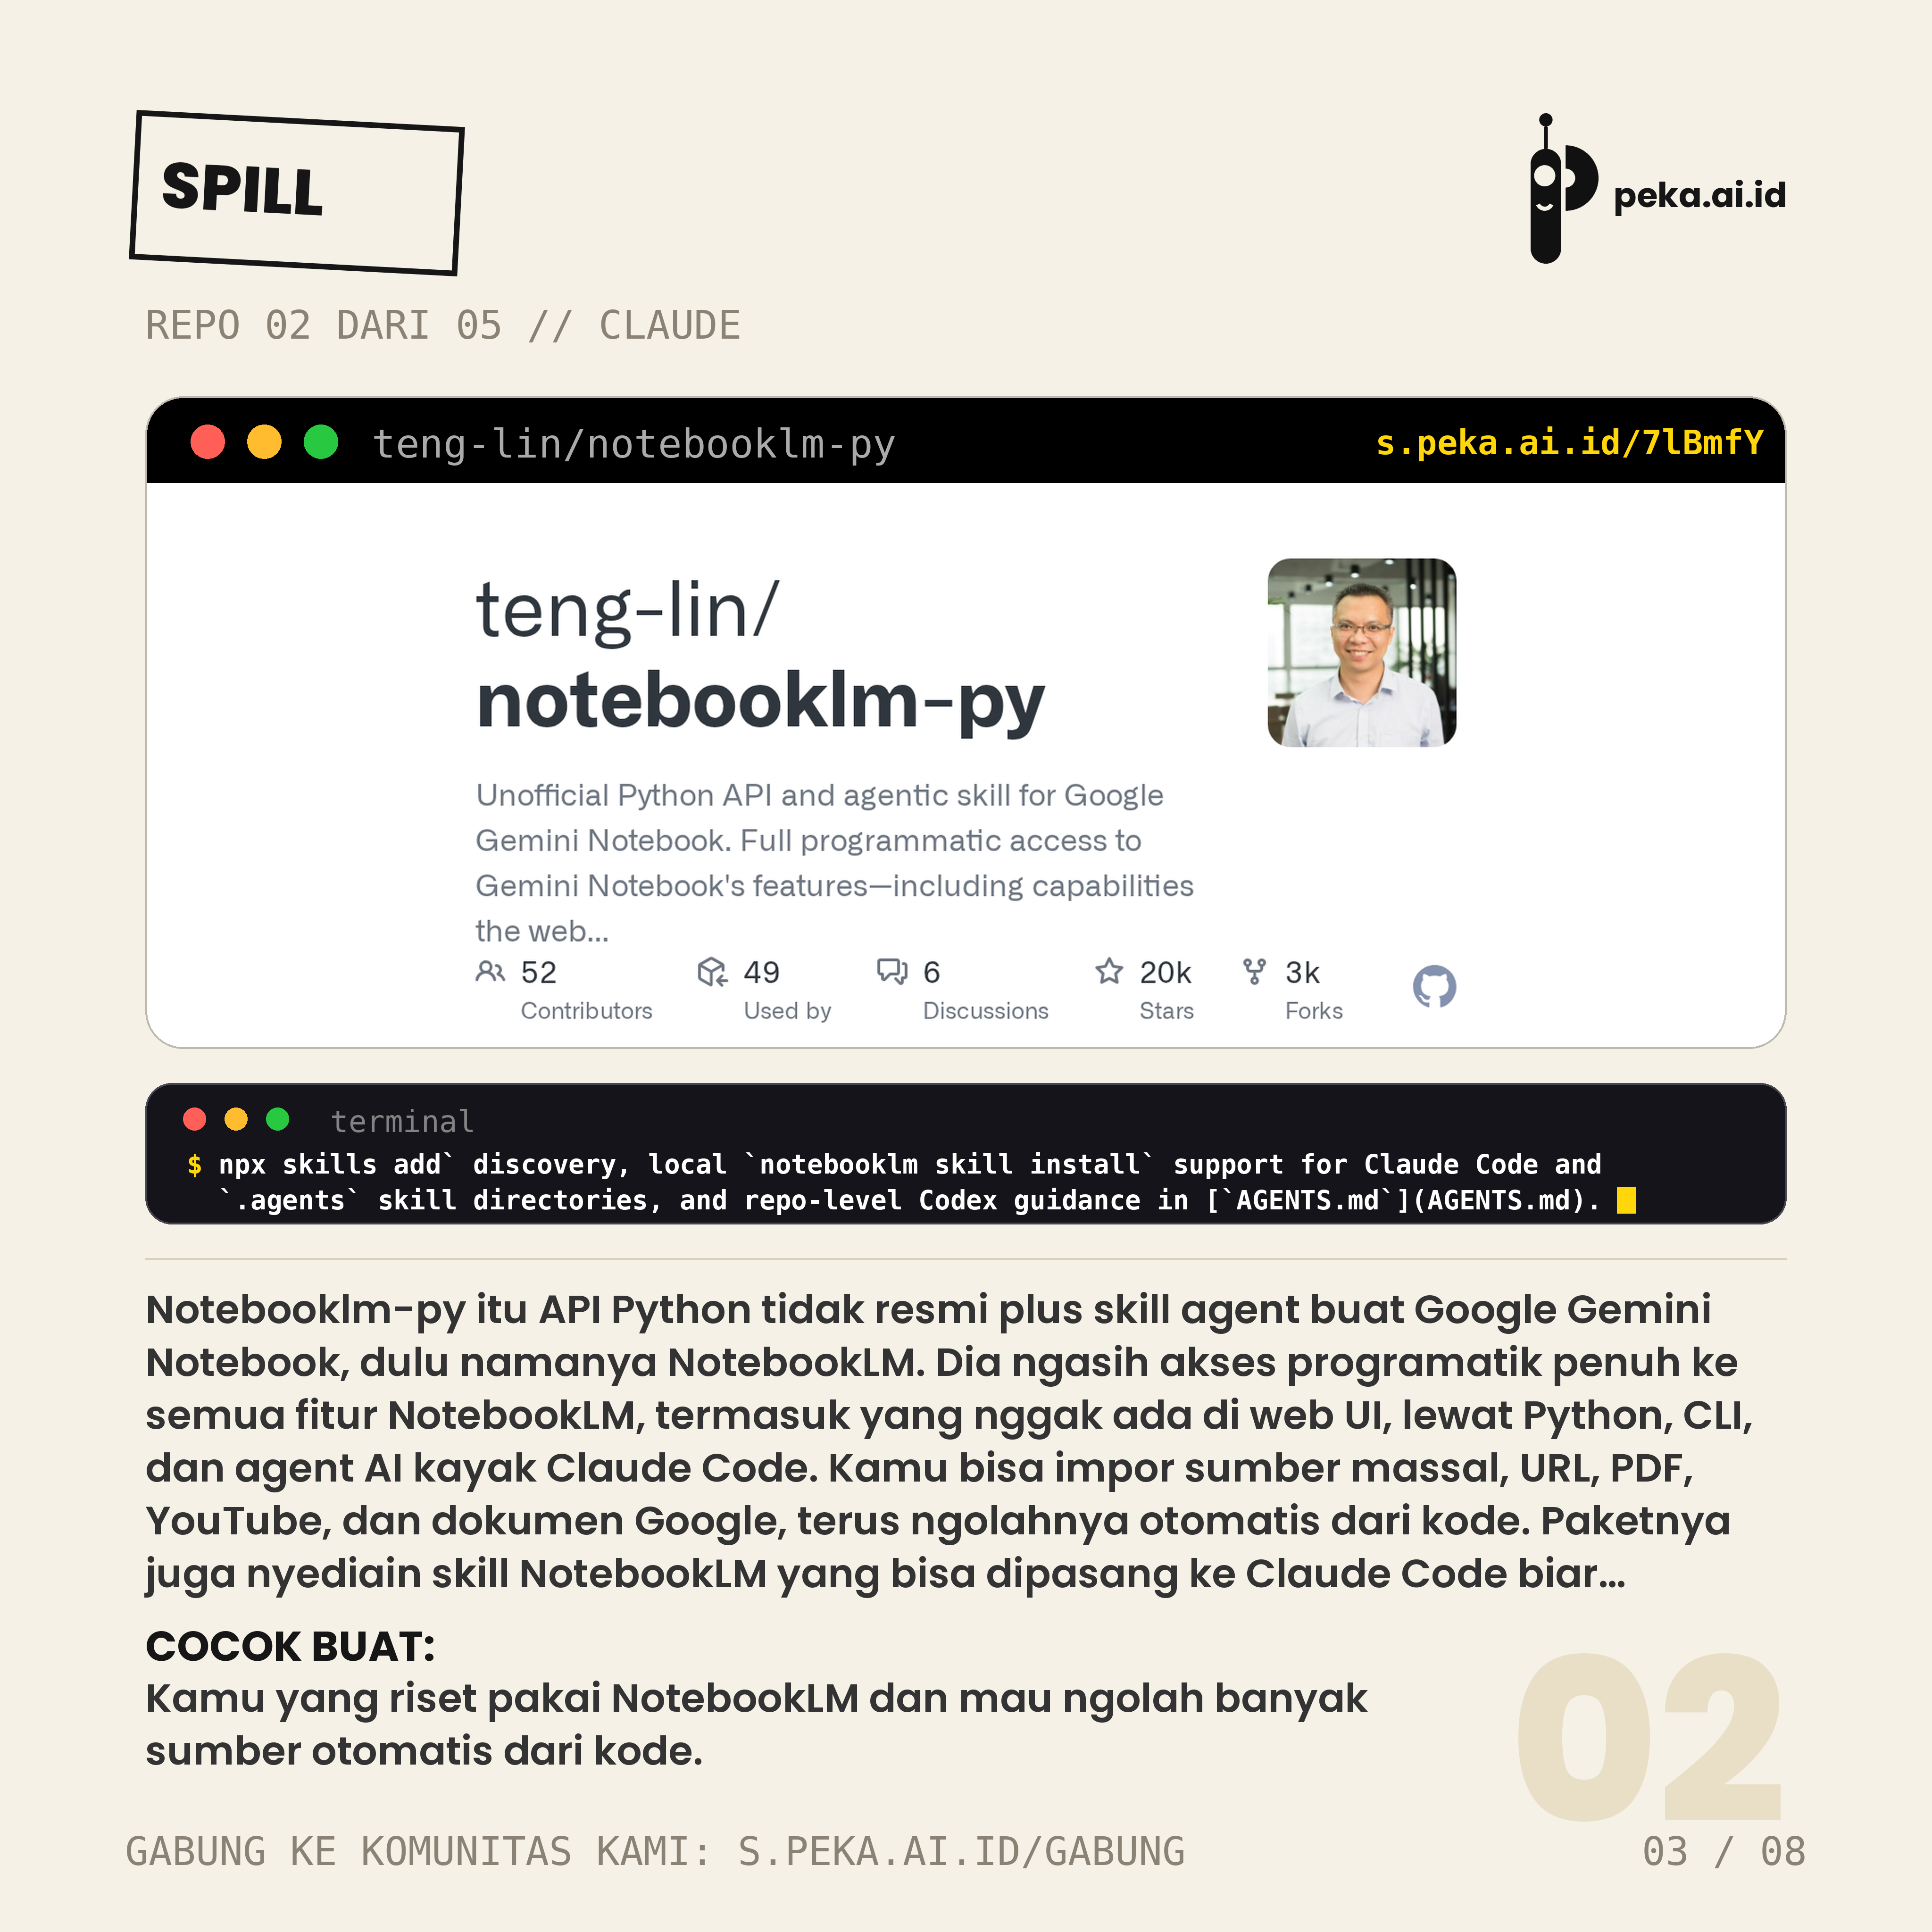 SPILL
peka.ai.id
REPO 02 DARI 05 // CLAUDE
teng-lin/notebooklm-py
s.peka.ai.id/7lBmfY
teng-lin/
notebooklm-py
Unofficial Python API and agentic skill for Google
Gemini Notebook. Full programmatic access to
Gemini Notebook's features—including capabilities
the web...
52
Contributors
49
Used by
6
Discussions
20k
Stars
3k
Forks
terminal
$ npx skills add` discovery, local `notebooklm skill install` support for Claude Code and
`.agents` skill directories, and repo-level Codex guidance in [`AGENTS.md`](AGENTS.md).
Notebooklm-py itu API Python tidak resmi plus skill agent buat Google Gemini
Notebook, dulu namanya NotebookLM. Dia ngasih akses programatik penuh ke
semua fitur NotebookLM, termasuk yang nggak ada di web UI, lewat Python, CLI,
dan agent AI kayak Claude Code. Kamu bisa impor sumber massal, URL, PDF,
YouTube, dan dokumen Google, terus ngolahnya otomatis dari kode. Paketnya
juga nyediain skill NotebookLM yang bisa dipasang ke Claude Code biar...
COCOK BUAT:
Kamu yang riset pakai NotebookLM dan mau ngolah banyak
sumber otomatis dari kode.
02
GABUNG KE KOMUNITAS KAMI: S.PEKA.AI.ID/GABUNG
03 / 08